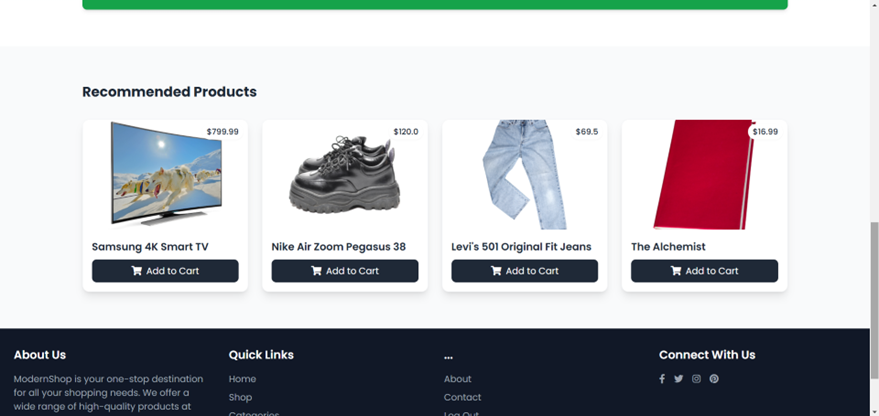 Recommended Products
$799.99
$120.0
$69.5
$16.99
Samsung 4K Smart TV
Nike Air Zoom Pegasus 38
Levi's 501 Original Fit Jeans
The Alchemist
Add to Cart
Add to Cart
Add to Cart
Add to Cart
About Us
Quick Links
...
Connect With Us
ModernShop is your one-stop destination
for all your shopping needs. We offer a
wide range of high-quality products at
Home
Shop
Categories
About
Contact
Log Out